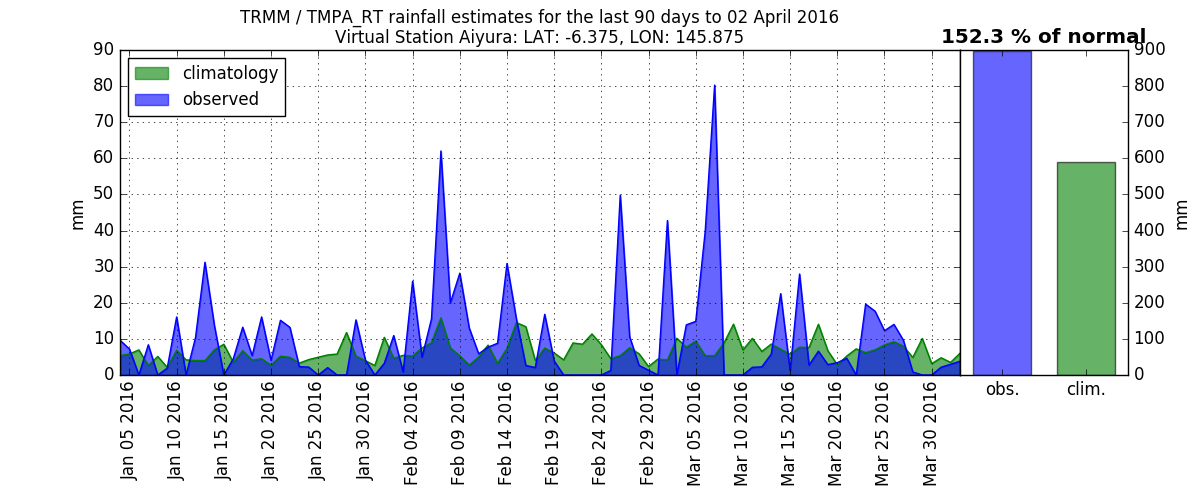 TRMM / TMPA_RT rainfall estimates for the last 90 days to 02 April 2016
Virtual Station Aiyura: LAT: -6.375, LON: 145.875
152.3 % of normal
climatology
observed
mm
90
80
70
60
50
40
30
20
10
0
Jan 05 2016
Jan 10 2016
Jan 15 2016
Jan 20 2016
Jan 25 2016
Jan 30 2016
Feb 04 2016
Feb 09 2016
Feb 14 2016
Feb 19 2016
Feb 24 2016
Feb 29 2016
Mar 05 2016
Mar 10 2016
Mar 15 2016
Mar 20 2016
Mar 25 2016
Mar 30 2016
obs.
clim.
900
800
700
600
500
400
300
200
100
0
mm